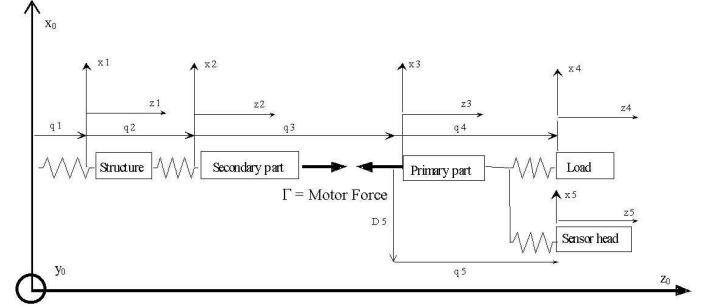 x0
x1
x2
x3
x4
z1
z2
z3
z4
q1
q2
q3
q4
Structure
Secondary part
Primary part
Load
Γ = Motor Force
x5
D5
z5
Sensor head
q5
y0
z0